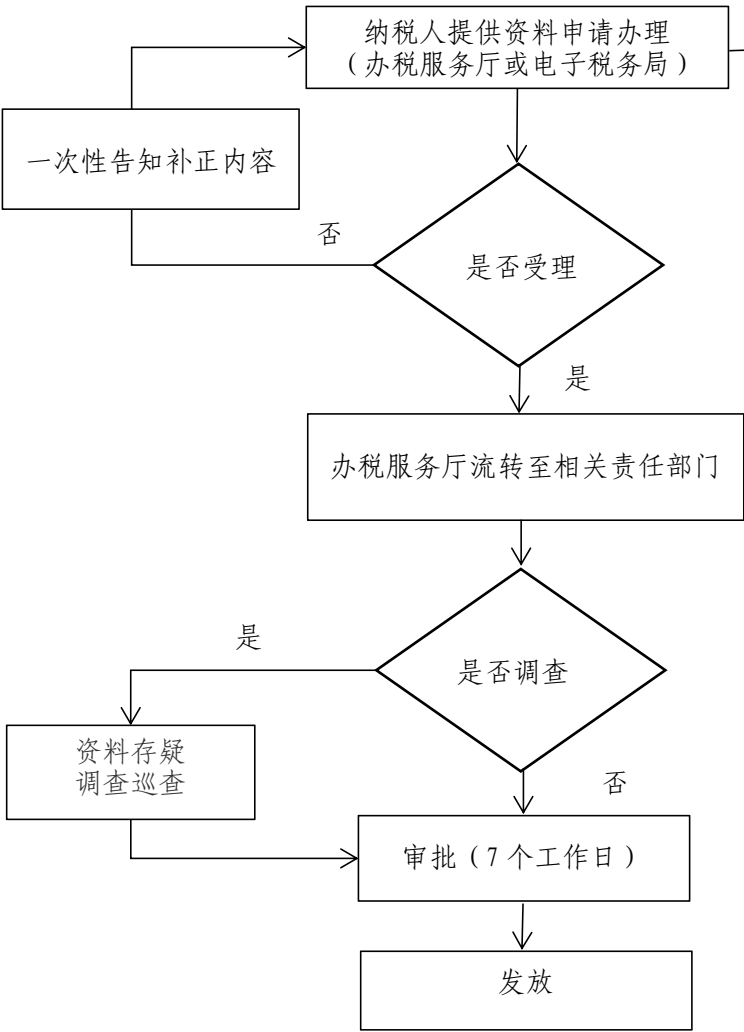 纳税人提供资料申请办理
（办税服务厅或电子税务局）
一次性告知补正内容
否
是否受理
是
办税服务厅流转至相关责任部门
是
是否调查
资料存疑
调查巡查
否
审批（7个工作日）
发放